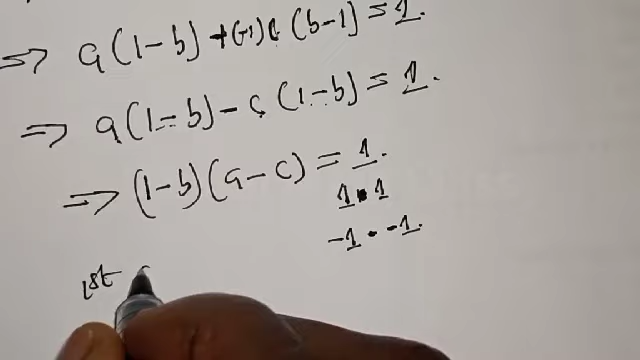 ⇒ a(1-b)+(-1)c(b-1)=1.
⇒ a(1-b)-c(1-b)=1.
⇒ (1-b)(a-c)=1.
1·1
-1·-1.
1st